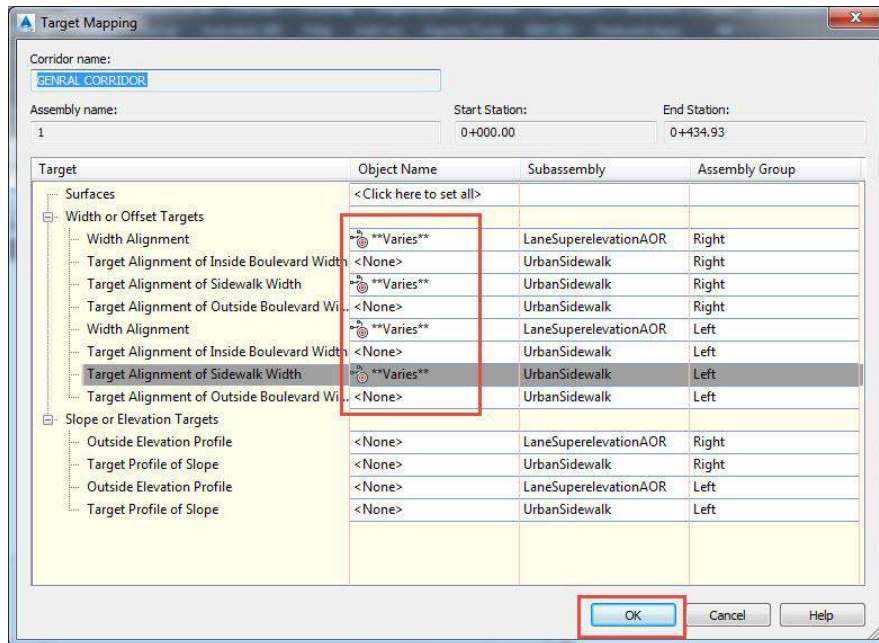 Target Mapping
Corridor name:
GENRAL CORRIDOR
Assembly name: Start Station: End Station:
1 0+000.00 0+434.93
Target Object Name Subassembly Assembly Group
Surfaces <Click here to set all>
Width or Offset Targets
Width Alignment **Varies** LaneSuperelevationAOR Right
Target Alignment of Inside Boulevard Width <None> UrbanSidewalk Right
Target Alignment of Sidewalk Width **Varies** UrbanSidewalk Right
Target Alignment of Outside Boulevard Wi... <None> UrbanSidewalk Right
Width Alignment **Varies** LaneSuperelevationAOR Left
Target Alignment of Inside Boulevard Width <None> UrbanSidewalk Left
Target Alignment of Sidewalk Width **Varies** UrbanSidewalk Left
Target Alignment of Outside Boulevard Wi... <None> UrbanSidewalk Left
Slope or Elevation Targets
Outside Elevation Profile <None> LaneSuperelevationAOR Right
Target Profile of Slope <None> UrbanSidewalk Right
Outside Elevation Profile <None> LaneSuperelevationAOR Left
Target Profile of Slope <None> UrbanSidewalk Left
OK Cancel Help